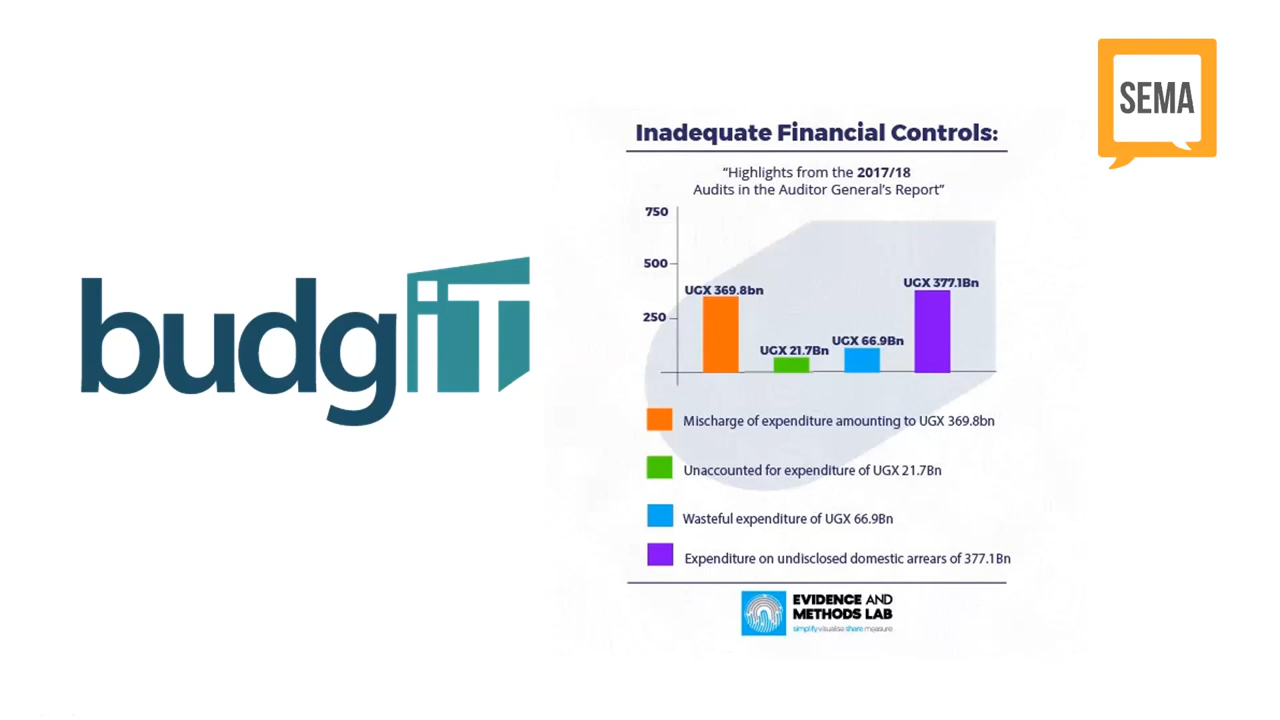 budgIT
SEMA
Inadequate Financial Controls:
“Highlights from the 2017/18
Audits in the Auditor General’s Report”
750
500
250
UGX 369.8bn
UGX 21.7Bn
UGX 66.9Bn
UGX 377.1Bn
Mischarge of expenditure amounting to UGX 369.8bn
Unaccounted for expenditure of UGX 21.7Bn
Wasteful expenditure of UGX 66.9Bn
Expenditure on undisclosed domestic arrears of 377.1Bn
EVIDENCE AND
METHODS LAB
simplify visualise share measure